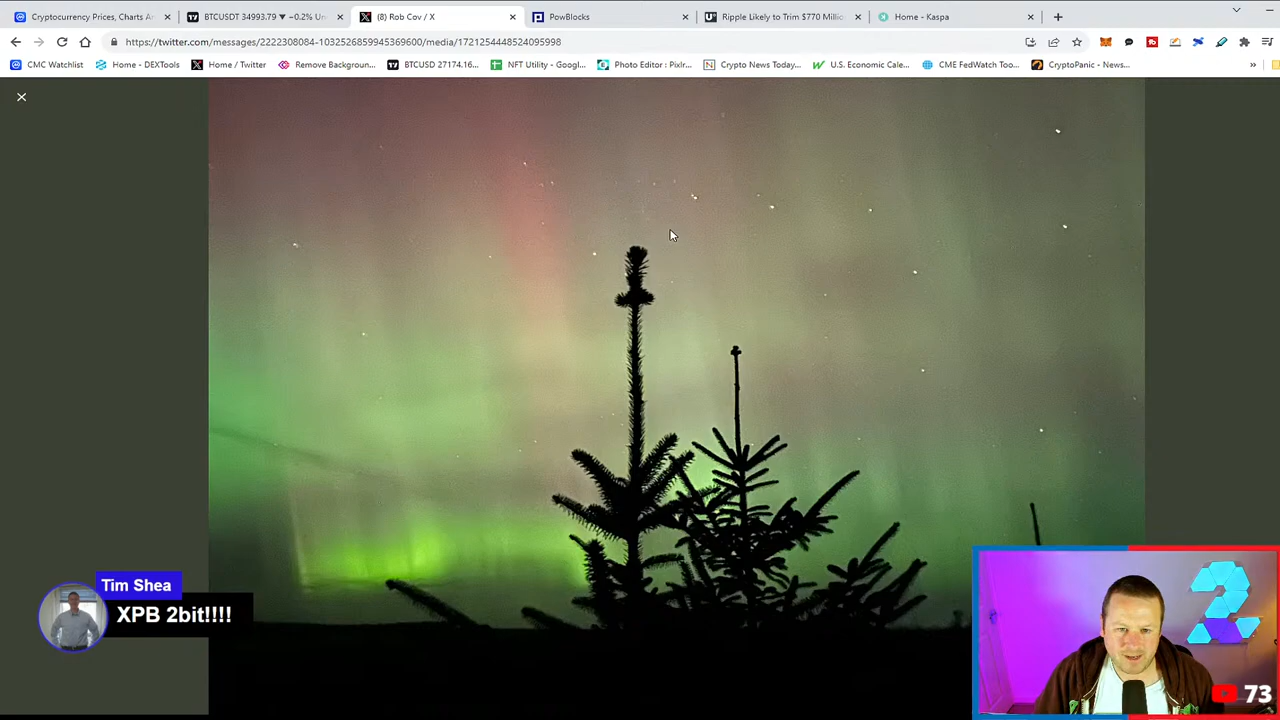 Cryptocurrency Prices, Charts A
BTCUSDT 34993.79 ▼ −0.2% Un
(8) Rob Cov / X
PowBlocks
Ripple Likely to Trim $770 Millio
Home - Kaspa
https://twitter.com/messages/2222308084-1032526859945369600/media/1721254448524095998
CMC Watchlist
Home - DEXTools
Home / Twitter
Remove Backgroun...
BTCUSD 27174.16...
NFT Utility - Googl...
Photo Editor : Pixlr...
Crypto News Today...
U.S. Economic Cale...
CME FedWatch Too...
CryptoPanic - News...
Tim Shea
XPB 2bit!!!!
73